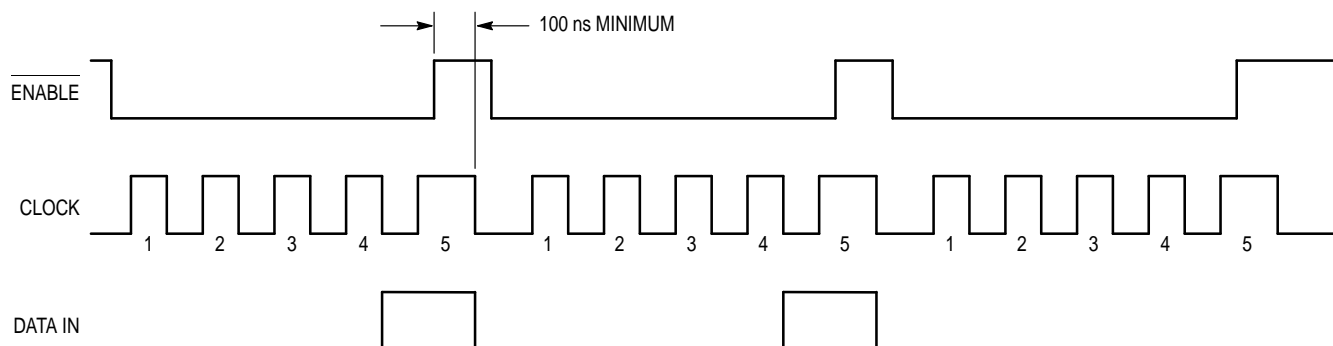 100 ns MINIMUM
ENABLE
CLOCK
1 2 3 4 5 1 2 3 4 5 1 2 3 4 5
DATA IN